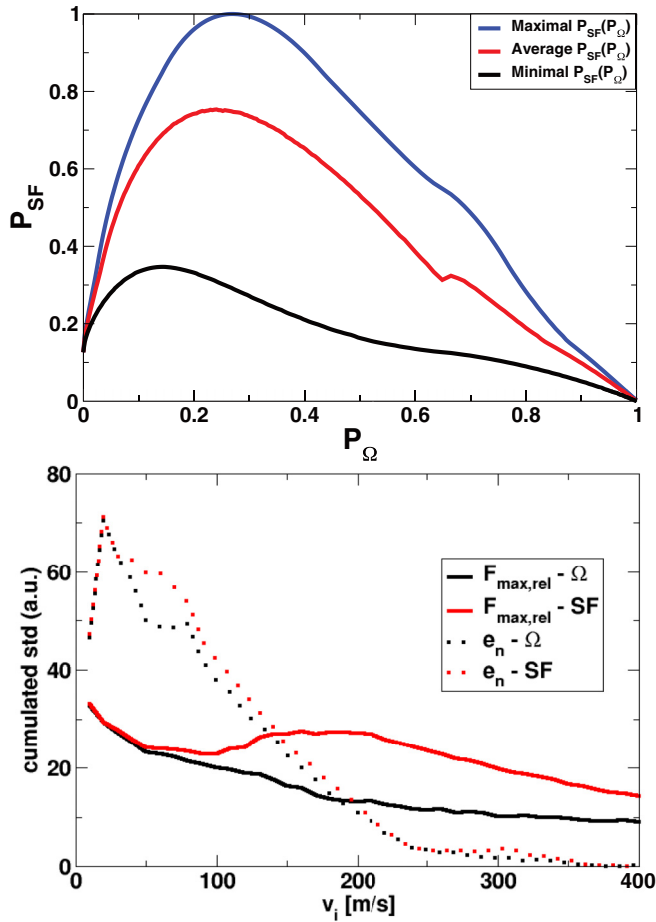 1
0.8
0.6
0.4
0.2
0
P_SF
Maximal P_SF(P_Ω)
Average P_SF(P_Ω)
Minimal P_SF(P_Ω)
0 0.2 0.4 0.6 0.8 1
P_Ω
80
60
40
20
0
cumulated std (a.u.)
F_max,rel - Ω
F_max,rel - SF
e_n - Ω
e_n - SF
0 100 200 300 400
v_i [m/s]